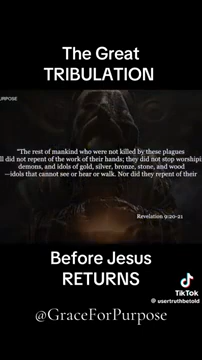 The Great
TRIBULATION
PURPOSE
"The rest of mankind who were not killed by these plagues
ll did not repent of the work of their hands; they did not stop worshipi
demons, and idols of gold, silver, bronze, stone, and wood
—idols that cannot see or hear or walk. Nor did they repent of their
Revelation 9:20-21
Before Jesus
RETURNS
TikTok
@usertruthbetold
@GraceForPurpose